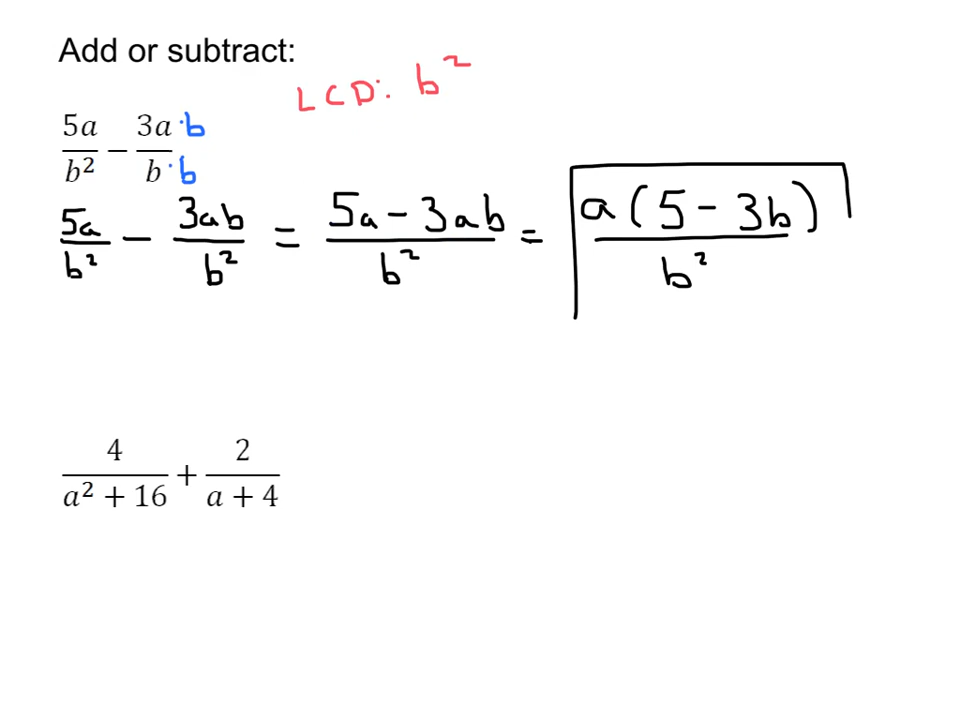 Add or subtract:
LCD: b²
5a/b² − 3a·b/b·b
5a/b² − 3ab/b² = (5a − 3ab)/b² = a(5 − 3b)/b²
4/(a² + 16) + 2/(a + 4)